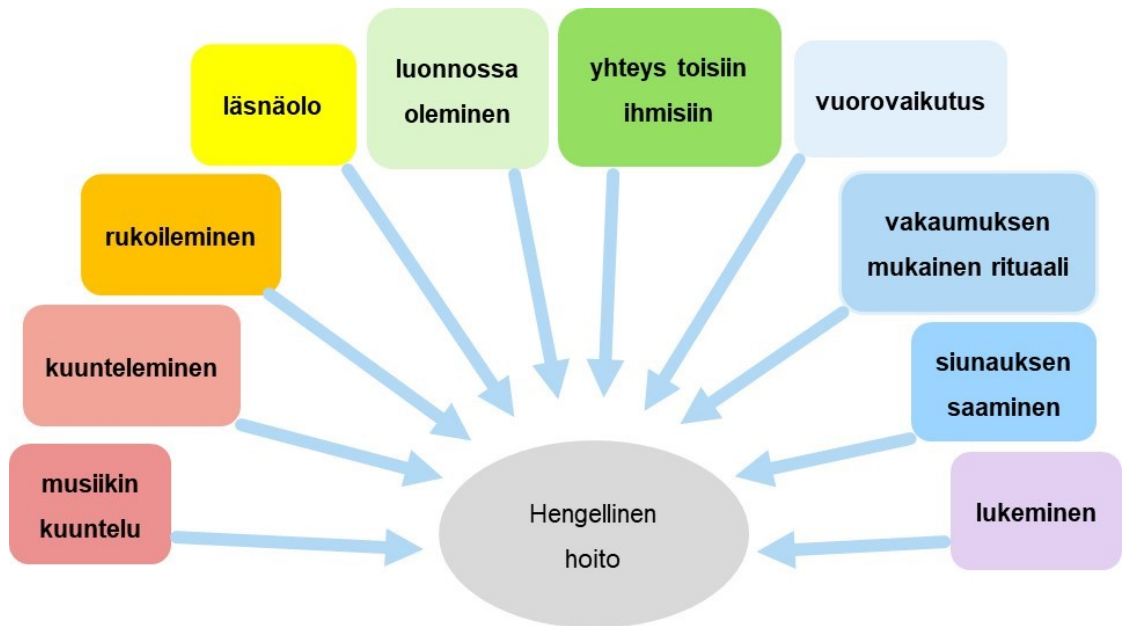 läsnäolo
luonnossa
oleminen
yhteys toisiin
ihmisiin
vuorovaikutus
rukoileminen
vakaumuksen
mukainen rituaali
kuunteleminen
siunauksen
saaminen
musiikin
kuuntelu
lukeminen
Hengellinen
hoito